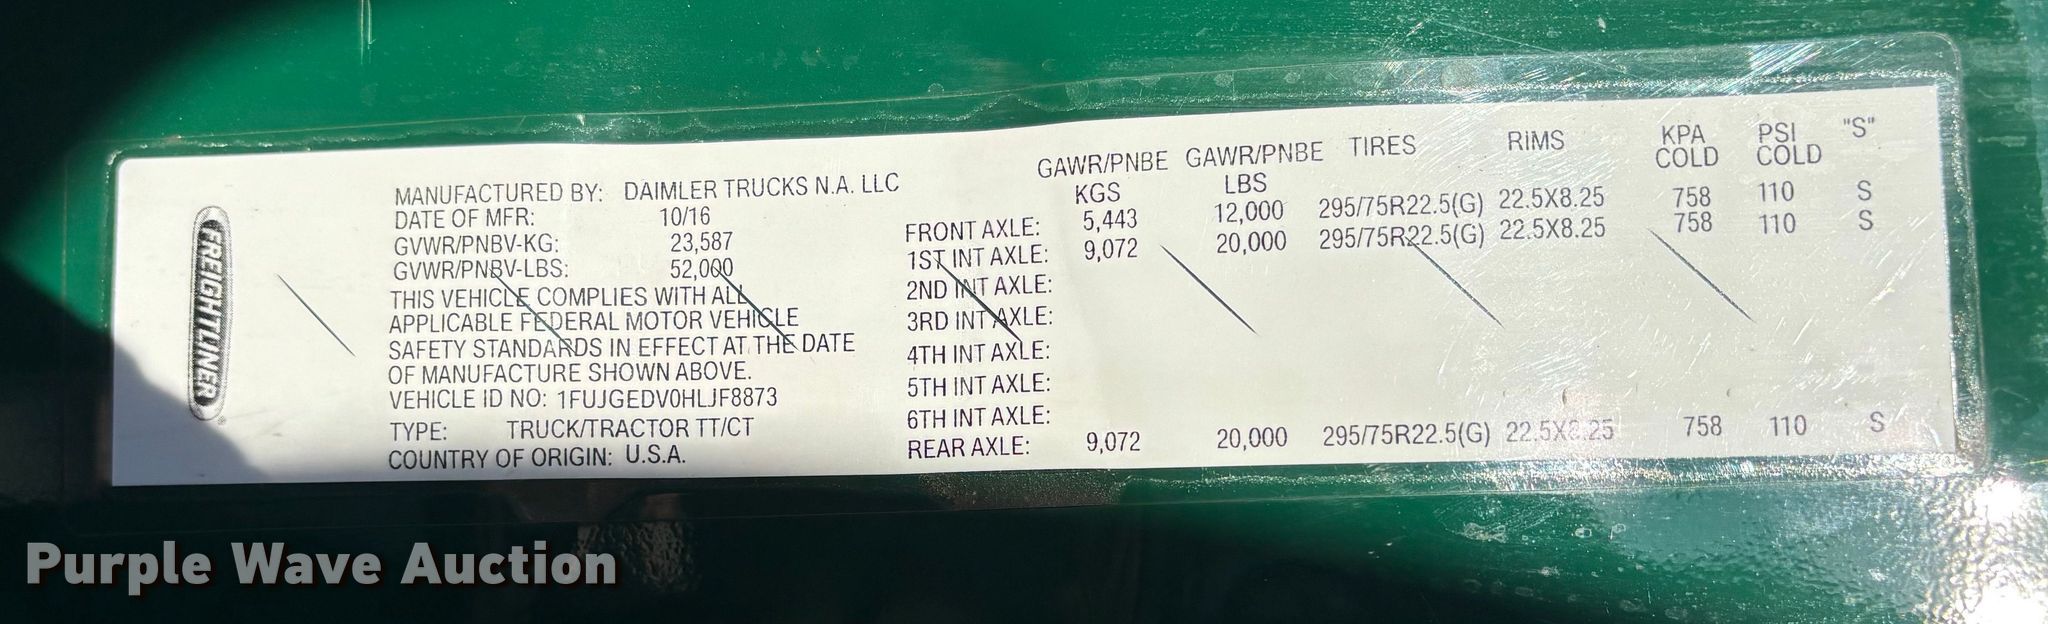 FREIGHTLINER
MANUFACTURED BY: DAIMLER TRUCKS N.A. LLC
DATE OF MFR: 10/16
GVWR/PNBV-KG: 23,587
GVWR/PNBV-LBS: 52,000
THIS VEHICLE COMPLIES WITH ALL
APPLICABLE FEDERAL MOTOR VEHICLE
SAFETY STANDARDS IN EFFECT AT THE DATE
OF MANUFACTURE SHOWN ABOVE.
VEHICLE ID NO: 1FUJGEDV0HLJF8873
TYPE: TRUCK/TRACTOR TT/CT
COUNTRY OF ORIGIN: U.S.A.
GAWR/PNBE GAWR/PNBE TIRES RIMS KPA PSI "S"
KGS LBS COLD COLD
FRONT AXLE: 5,443 12,000 295/75R22.5(G) 22.5X8.25 758 110 S
1ST INT AXLE: 9,072 20,000 295/75R22.5(G) 22.5X8.25 758 110 S
2ND INT AXLE:
3RD INT AXLE:
4TH INT AXLE:
5TH INT AXLE:
6TH INT AXLE:
REAR AXLE: 9,072 20,000 295/75R22.5(G) 22.5X8.25 758 110 S
Purple Wave Auction